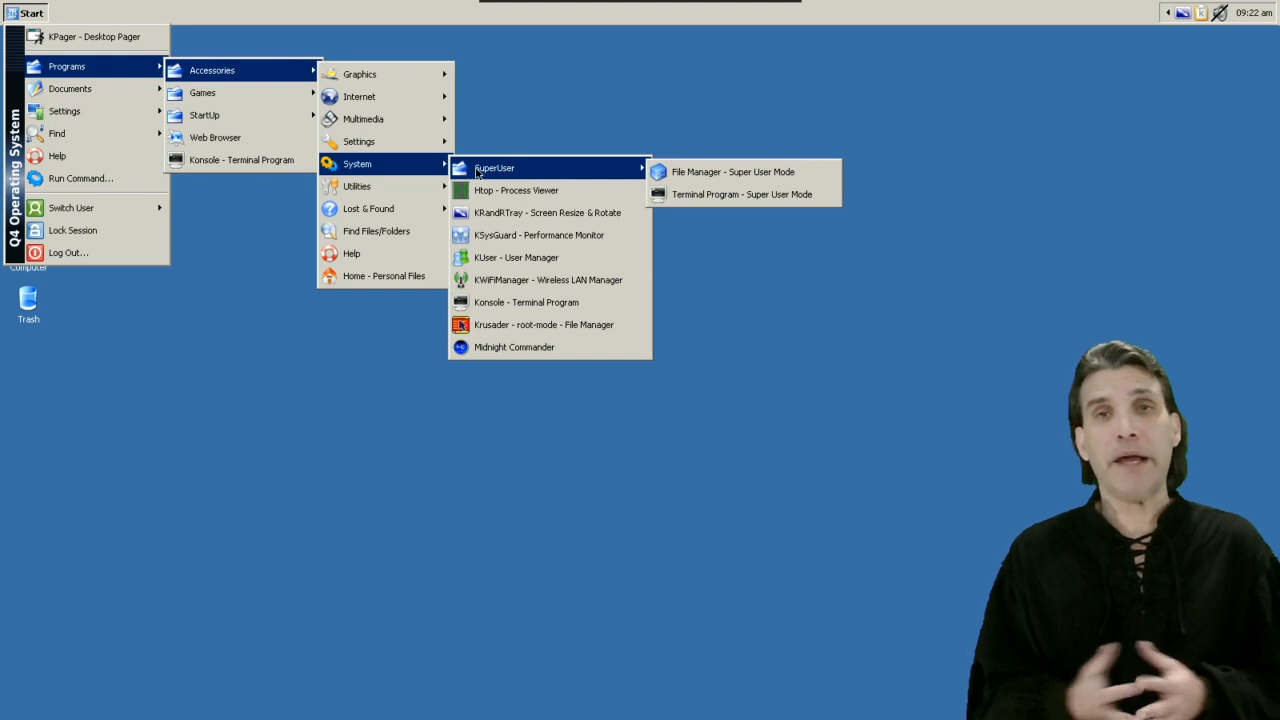 Start
09:22 am
Q4 Operating System
KPager - Desktop Pager
Programs
Documents
Settings
Find
Help
Run Command...
Switch User
Lock Session
Log Out...
Accessories
Games
StartUp
Web Browser
Konsole - Terminal Program
Graphics
Internet
Multimedia
Settings
System
Utilities
Lost & Found
Find Files/Folders
Help
Home - Personal Files
SuperUser
Htop - Process Viewer
KRandRTray - Screen Resize & Rotate
KSysGuard - Performance Monitor
KUser - User Manager
KWiFiManager - Wireless LAN Manager
Konsole - Terminal Program
Krusader - root-mode - File Manager
Midnight Commander
File Manager - Super User Mode
Terminal Program - Super User Mode
Computer
Trash